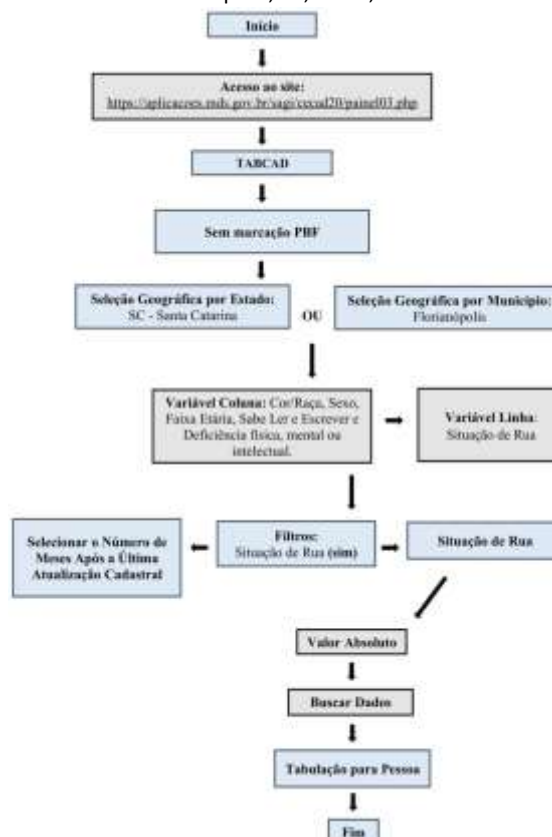 Início
Acesso ao site:
https://aplicacoes.mds.gov.br/sagi/cecad20/painel03.php
TABCAD
Sem marcação PBF
Seleção Geográfica por Estado:
SC - Santa Catarina
OU
Seleção Geográfica por Município:
Florianópolis
Variável Coluna: Cor/Raça, Sexo,
Faixa Etária, Sabe Ler e Escrever e
Deficiência física, mental ou
intelectual.
Variável Linha:
Situação de Rua
Selecionar o Número de
Meses Após a Última
Atualização Cadastral
Filtros:
Situação de Rua (sim)
Situação de Rua
Valor Absoluto
Buscar Dados
Tabulação para Pessoa
Fim